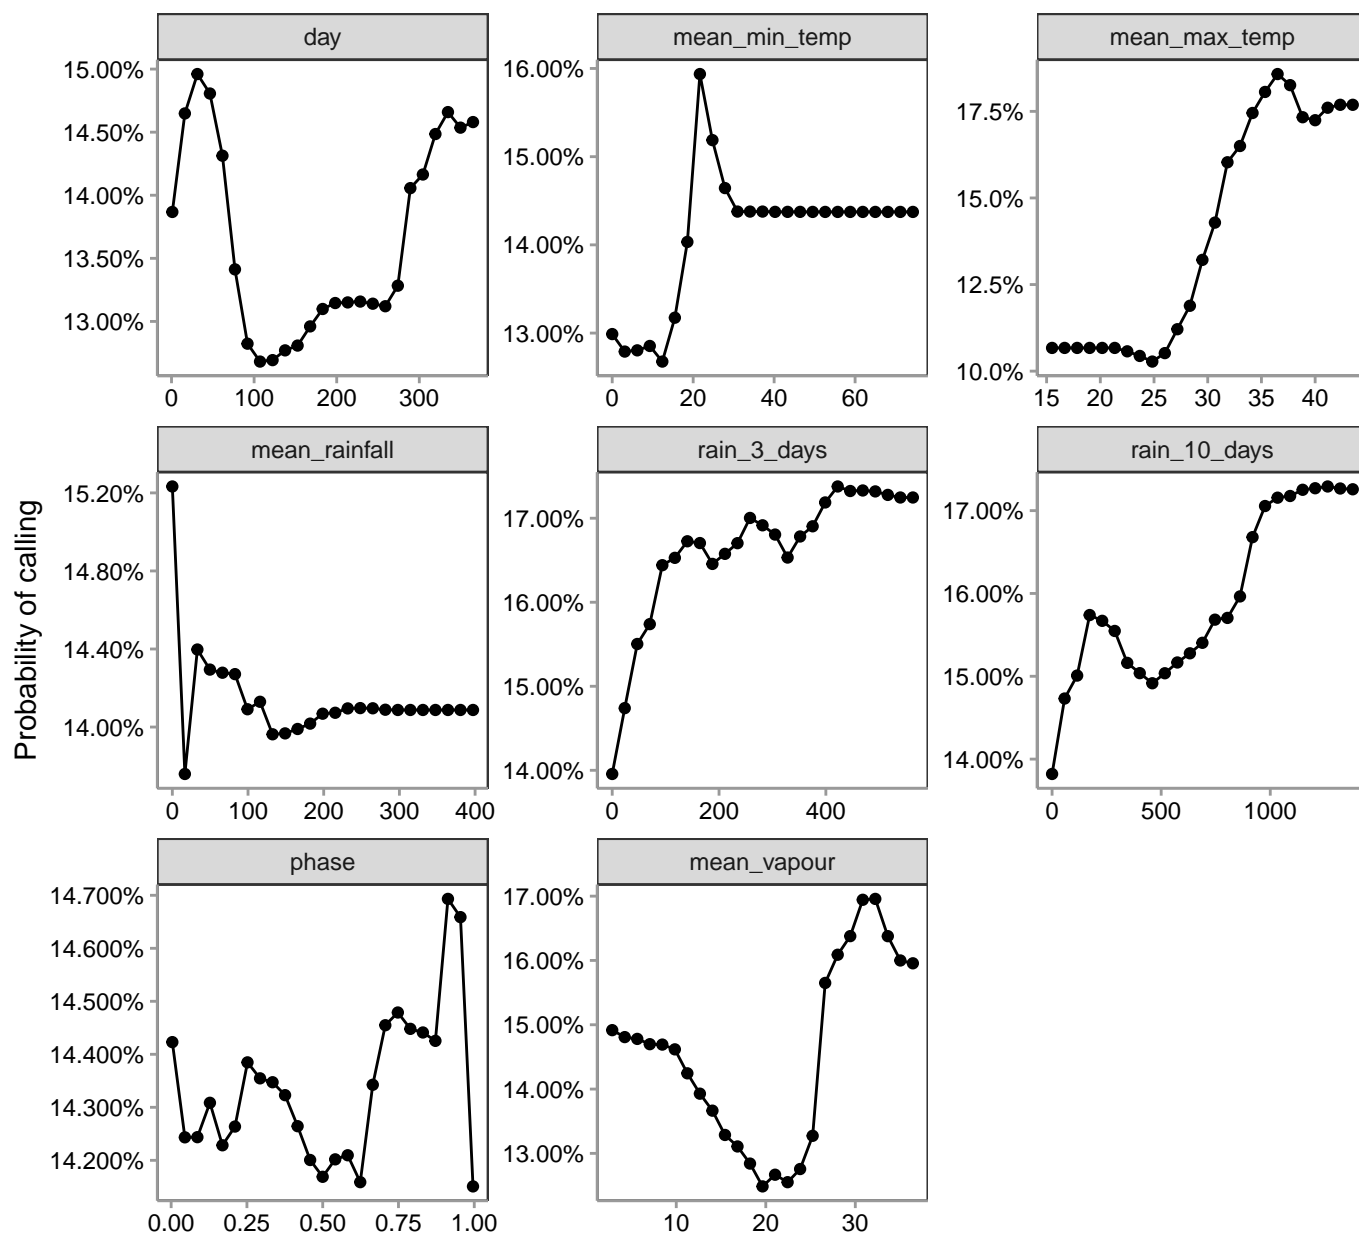 day
15.00%
14.50%
14.00%
13.50%
13.00%
0 100 200 300
mean_min_temp
16.00%
15.00%
14.00%
13.00%
0 20 40 60
mean_max_temp
17.5%
15.0%
12.5%
10.0%
15 20 25 30 35 40
Probability of calling
mean_rainfall
15.20%
14.80%
14.40%
14.00%
0 100 200 300 400
rain_3_days
17.00%
16.00%
15.00%
14.00%
0 200 400
rain_10_days
17.00%
16.00%
15.00%
14.00%
0 500 1000
phase
14.700%
14.600%
14.500%
14.400%
14.300%
14.200%
0.00 0.25 0.50 0.75 1.00
mean_vapour
17.00%
16.00%
15.00%
14.00%
13.00%
10 20 30